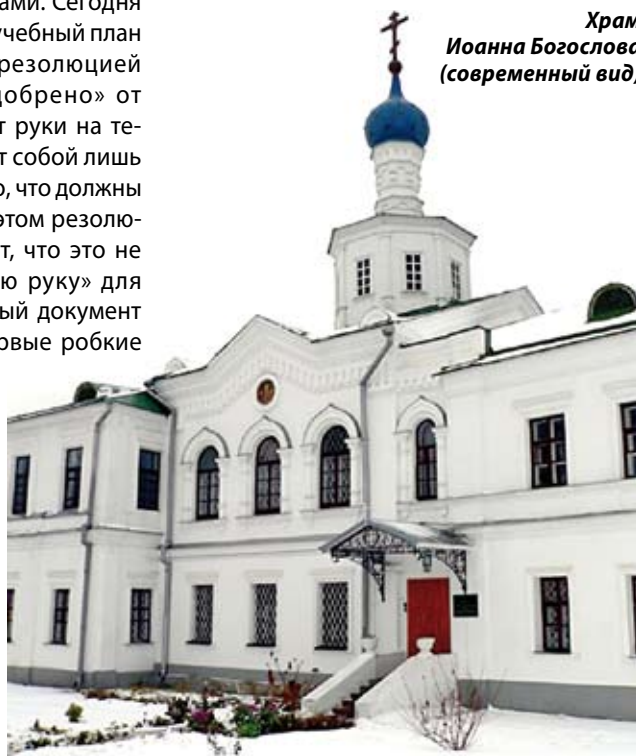 ами. Сегодня
учебный план
резолюцией
добрено» от
т руки на те-
т собой лишь
о, что должны
этом резолю-
т, что это не
ю руку» для
ый документ
рвые робкие
Храм
Иоанна Богослова
(современный вид)